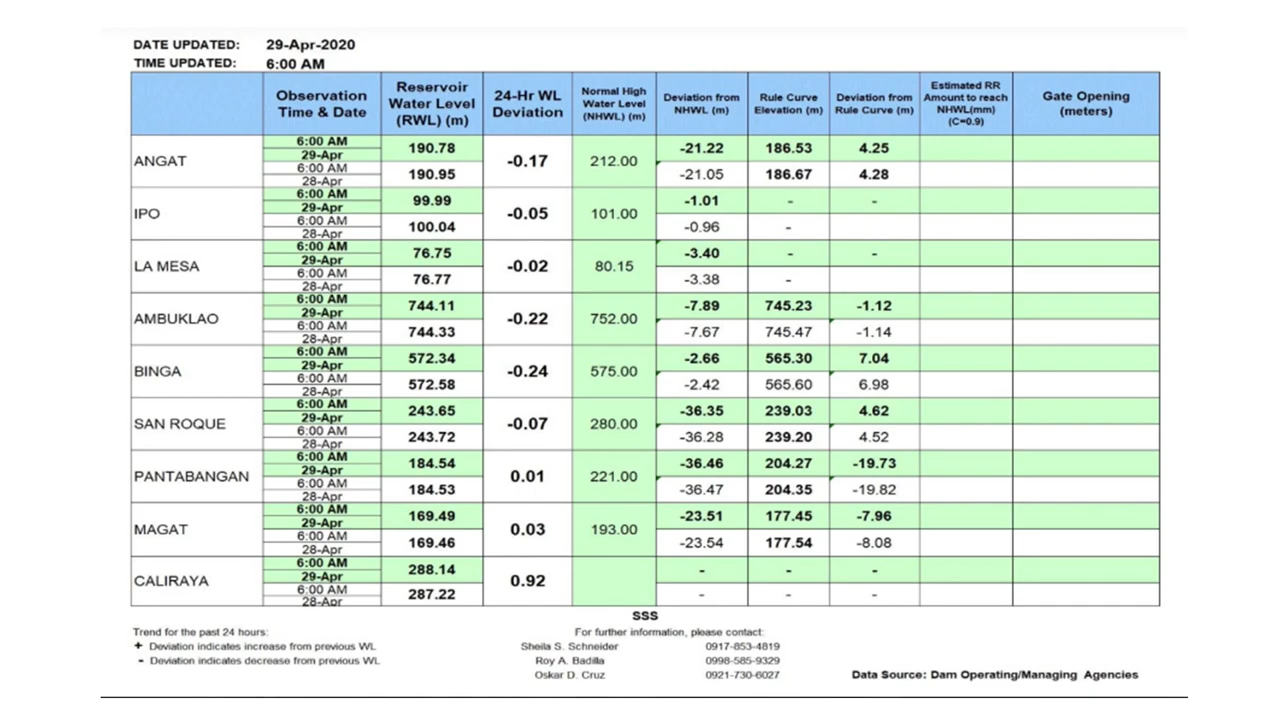 DATE UPDATED: 29-Apr-2020
TIME UPDATED: 6:00 AM
Observation Time & Date Reservoir Water Level (RWL) (m) 24-Hr WL Deviation Normal High Water Level (NHWL) (m) Deviation from NHWL (m) Rule Curve Elevation (m) Deviation from Rule Curve (m) Estimated RR Amount to reach NHWL(mm) (C=0.9) Gate Opening (meters)
ANGAT 6:00 AM 29-Apr 190.78 -0.17 212.00 -21.22 186.53 4.25
6:00 AM 28-Apr 190.95 -21.05 186.67 4.28
IPO 6:00 AM 29-Apr 99.99 -0.05 101.00 -1.01 - -
6:00 AM 28-Apr 100.04 -0.96 -
LA MESA 6:00 AM 29-Apr 76.75 -0.02 80.15 -3.40 - -
6:00 AM 28-Apr 76.77 -3.38 -
AMBUKLAO 6:00 AM 29-Apr 744.11 -0.22 752.00 -7.89 745.23 -1.12
6:00 AM 28-Apr 744.33 -7.67 745.47 -1.14
BINGA 6:00 AM 29-Apr 572.34 -0.24 575.00 -2.66 565.30 7.04
6:00 AM 28-Apr 572.58 -2.42 565.60 6.98
SAN ROQUE 6:00 AM 29-Apr 243.65 -0.07 280.00 -36.35 239.03 4.62
6:00 AM 28-Apr 243.72 -36.28 239.20 4.52
PANTABANGAN 6:00 AM 29-Apr 184.54 0.01 221.00 -36.46 204.27 -19.73
6:00 AM 28-Apr 184.53 -36.47 204.35 -19.82
MAGAT 6:00 AM 29-Apr 169.49 0.03 193.00 -23.51 177.45 -7.96
6:00 AM 28-Apr 169.46 -23.54 177.54 -8.08
CALIRAYA 6:00 AM 29-Apr 288.14 0.92 - - -
6:00 AM 28-Apr 287.22 - - -
SSS
Trend for the past 24 hours: For further information, please contact:
+ Deviation indicates increase from previous WL Sheila S. Schneider 0917-853-4819
- Deviation indicates decrease from previous WL Roy A. Badilla 0998-585-9329
Oskar D. Cruz 0921-730-6027 Data Source: Dam Operating/Managing Agencies